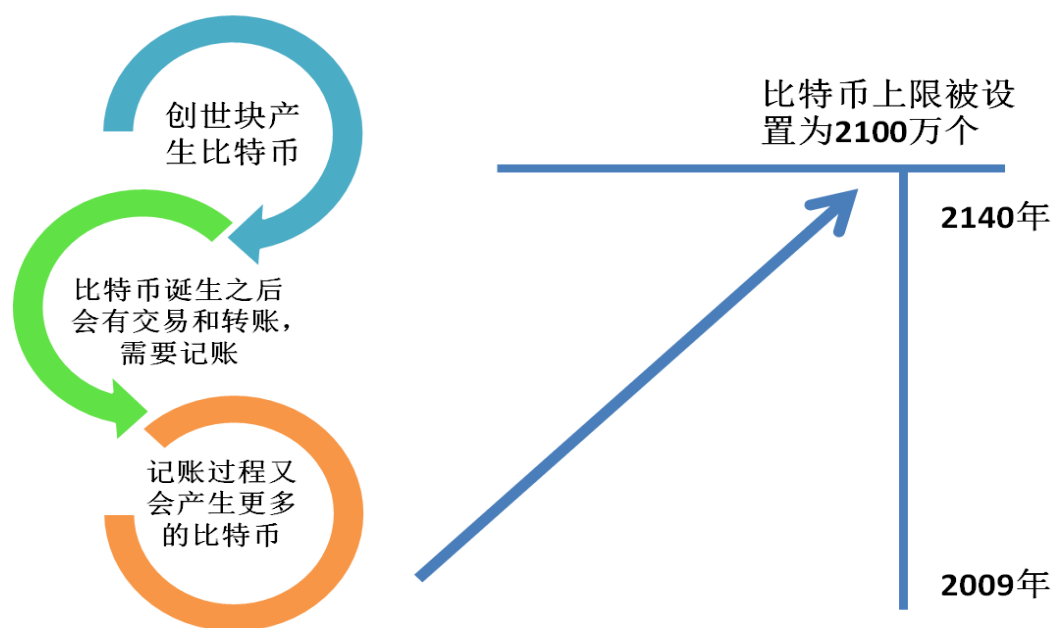 创世块产
生比特币
比特币诞生之后
会有交易和转账，
需要记账
记账过程又
会产生更多
的比特币
比特币上限被设
置为2100万个
2140年
2009年